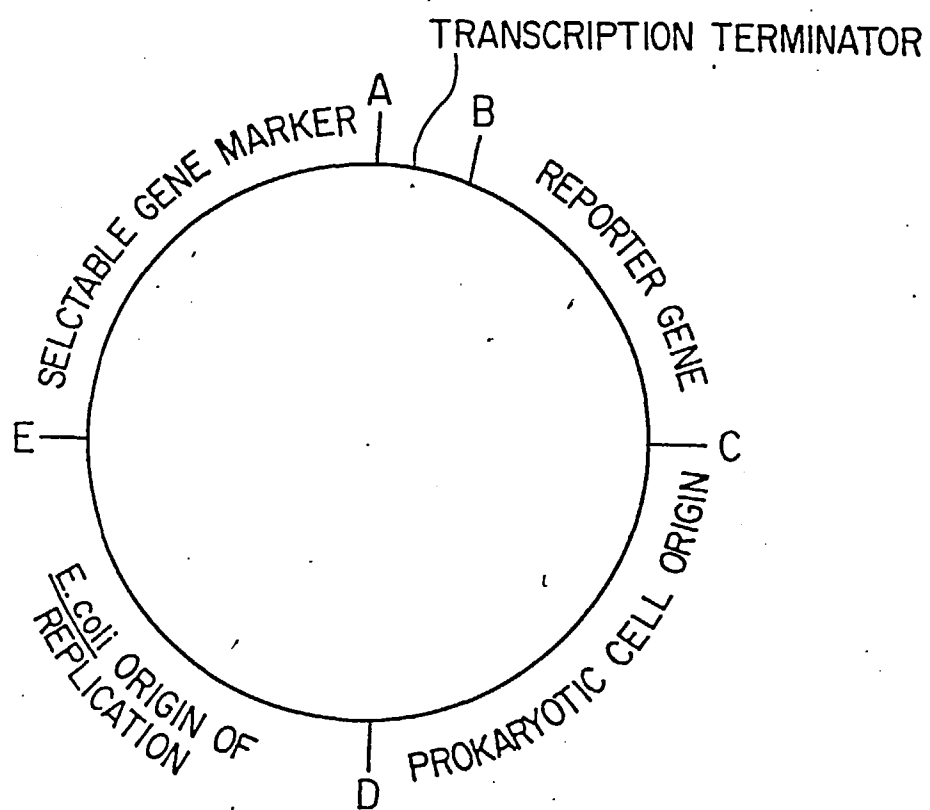 TRANSCRIPTION TERMINATOR
A
B
SELCTABLE GENE MARKER
REPORTER GENE
E
C
E. coli ORIGIN OF
REPLICATION
PROKARYOTIC CELL ORIGIN
D